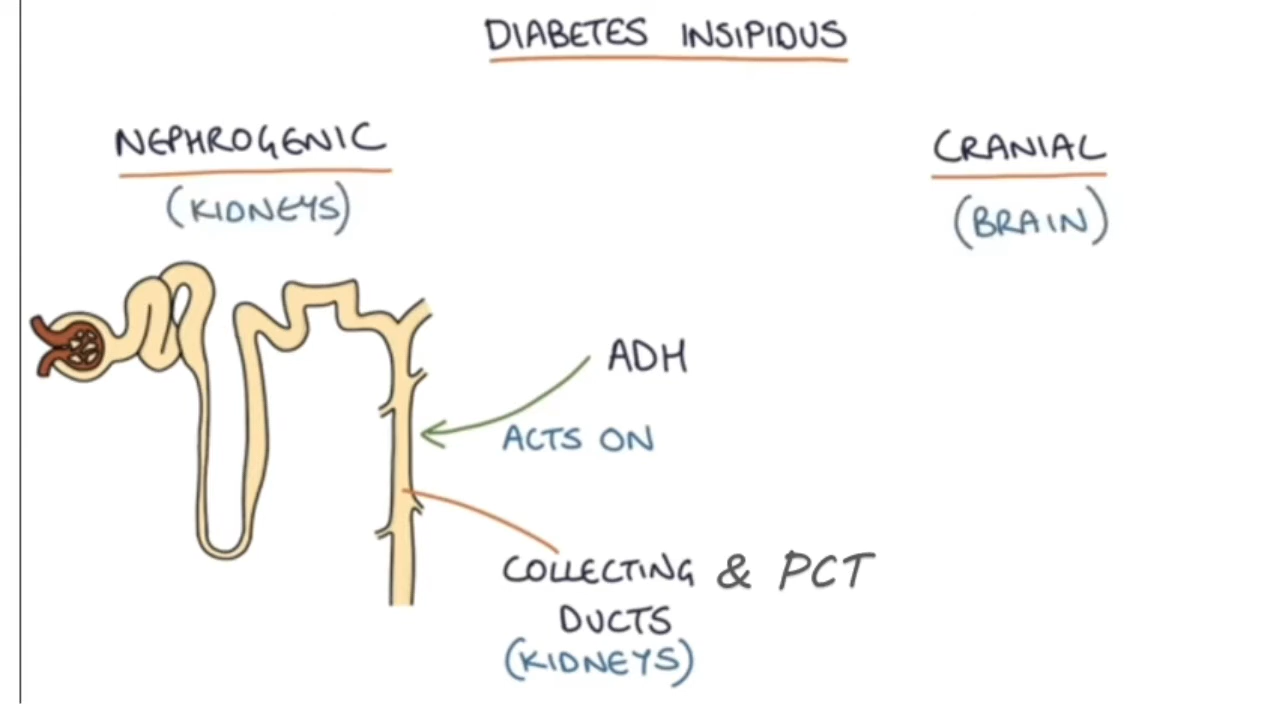 DIABETES INSIPIDUS
NEPHROGENIC
(KIDNEYS)
CRANIAL
(BRAIN)
ADH
ACTS ON
COLLECTING & PCT
DUCTS
(KIDNEYS)